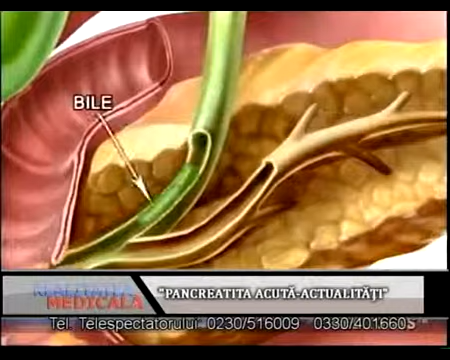 BILE
MEDICALĂ
"PANCREATITA ACUTĂ-ACTUALITĂŢI"
Tel. Telespectatorului 0230/516009 0330/401660